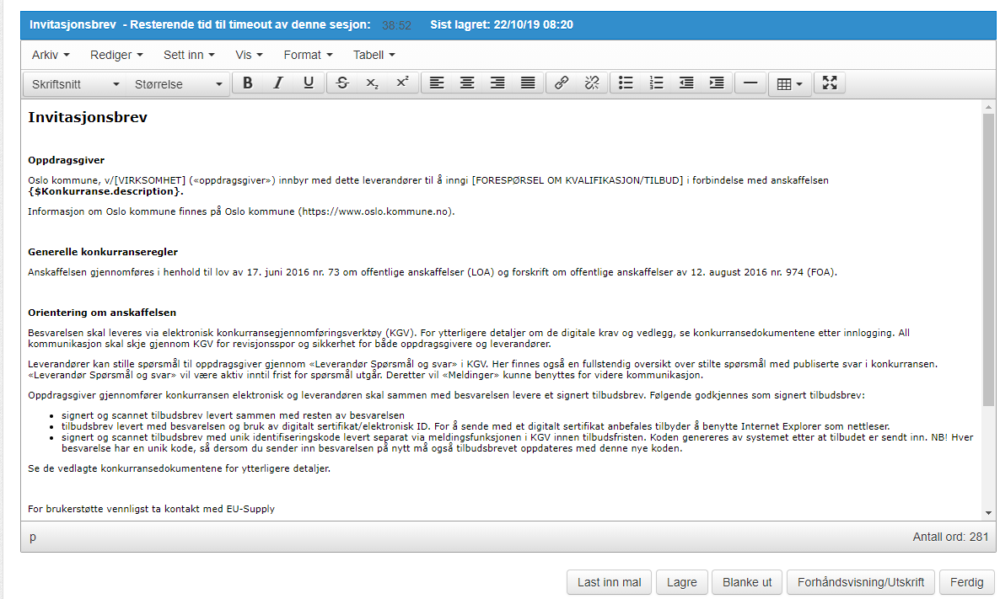 Invitasjonsbrev - Resterende tid til timeout av denne sesjon: 38:52 Sist lagret: 22/10/19 08:20
Arkiv Rediger Sett inn Vis Format Tabell
Skriftsnitt Størrelse B I U S x₂ x²
Invitasjonsbrev
Oppdragsgiver
Oslo kommune, v/[VIRKSOMHET] («oppdragsgiver») innbyr med dette leverandører til å inngi [FORESPØRSEL OM KVALIFIKASJON/TILBUD] i forbindelse med anskaffelsen
{$Konkurranse.description}.
Informasjon om Oslo kommune finnes på Oslo kommune (https://www.oslo.kommune.no).
Generelle konkurranseregler
Anskaffelsen gjennomføres i henhold til lov av 17. juni 2016 nr. 73 om offentlige anskaffelser (LOA) og forskrift om offentlige anskaffelser av 12. august 2016 nr. 974 (FOA).
Orientering om anskaffelsen
Besvarelsen skal leveres via elektronisk konkurransegjennomføringsverktøy (KGV). For ytterligere detaljer om de digitale krav og vedlegg, se konkurransedokumentene etter innlogging. All
kommunikasjon skal skje gjennom KGV for revisjonsspor og sikkerhet for både oppdragsgivere og leverandører.
Leverandører kan stille spørsmål til oppdragsgiver gjennom «Leverandør Spørsmål og svar» i KGV. Her finnes også en fullstendig oversikt over stilte spørsmål med publiserte svar i konkurransen.
«Leverandør Spørsmål og svar» vil være aktiv inntil frist for spørsmål utgår. Deretter vil «Meldinger» kunne benyttes for videre kommunikasjon.
Oppdragsgiver gjennomfører konkurransen elektronisk og leverandøren skal sammen med besvarelsen levere et signert tilbudsbrev. Følgende godkjennes som signert tilbudsbrev:
• signert og scannet tilbudsbrev levert sammen med resten av besvarelsen
• tilbudsbrev levert med besvarelsen og bruk av digitalt sertifikat/elektronisk ID. For å sende med et digitalt sertifikat anbefales tilbyder å benytte Internet Explorer som nettleser.
• signert og scannet tilbudsbrev med unik identifiseringskode levert separat via meldingsfunksjonen i KGV innen tilbudsfristen. Koden genereres av systemet etter at tilbudet er sendt inn. NB! Hver
besvarelse har en unik kode, så dersom du sender inn besvarelsen på nytt må også tilbudsbrevet oppdateres med denne nye koden.
Se de vedlagte konkurransedokumentene for ytterligere detaljer.
For brukerstøtte vennligst ta kontakt med EU-Supply
p Antall ord: 281
Last inn mal Lagre Blanke ut Forhåndsvisning/Utskrift Ferdig